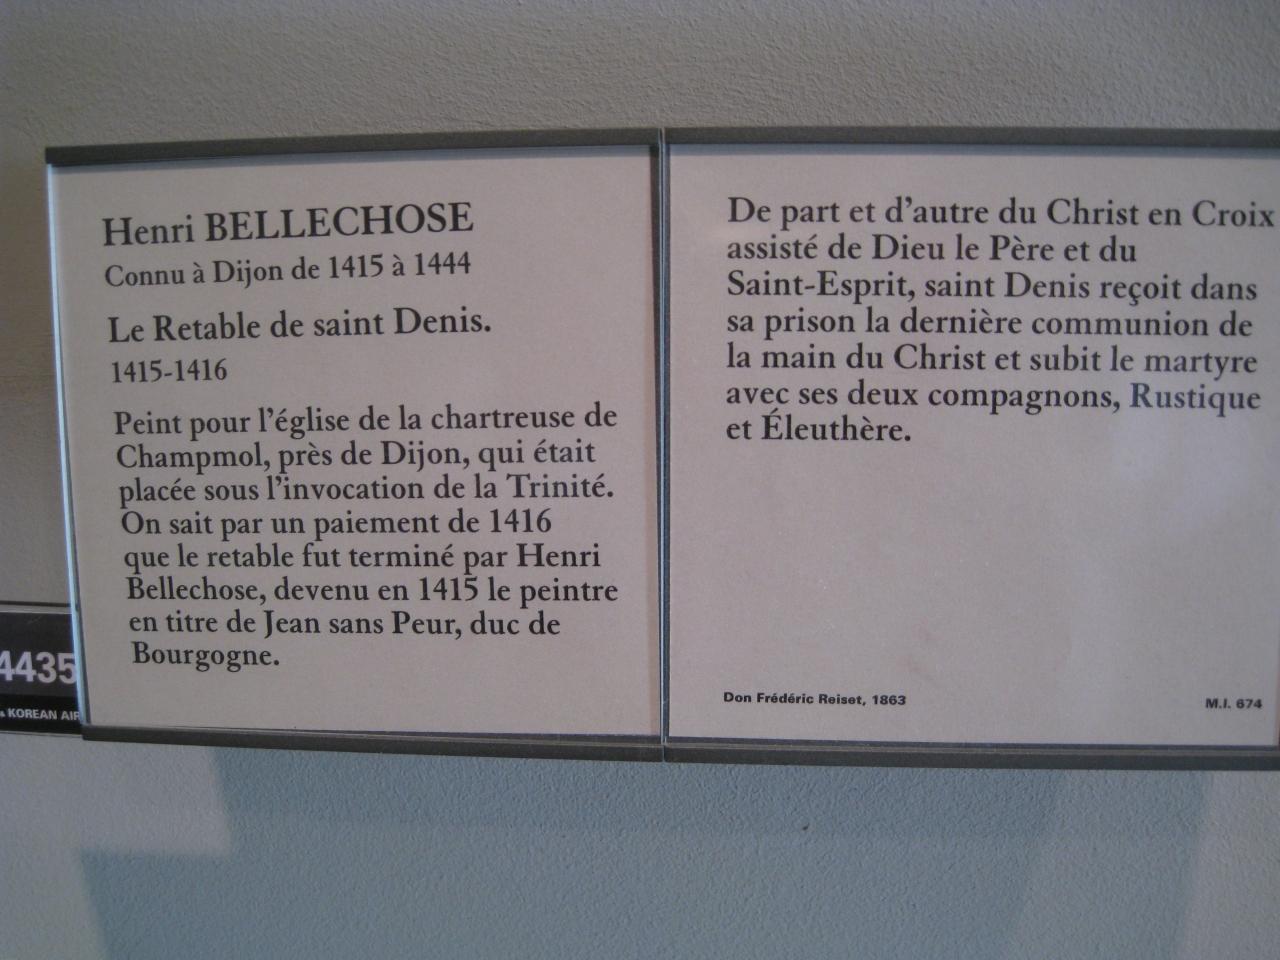 Henri BELLECHOSE
Connu à Dijon de 1415 à 1444
Le Retable de saint Denis.
1415-1416
Peint pour l'église de la chartreuse de
Champmol, près de Dijon, qui était
placée sous l'invocation de la Trinité.
On sait par un paiement de 1416
que le retable fut terminé par Henri
Bellechose, devenu en 1415 le peintre
en titre de Jean sans Peur, duc de
Bourgogne.
De part et d'autre du Christ en Croix
assisté de Dieu le Père et du
Saint-Esprit, saint Denis reçoit dans
sa prison la dernière communion de
la main du Christ et subit le martyre
avec ses deux compagnons, Rustique
et Éleuthère.
Don Frédéric Reiset, 1863
M.I. 674
4435
KOREAN AIR